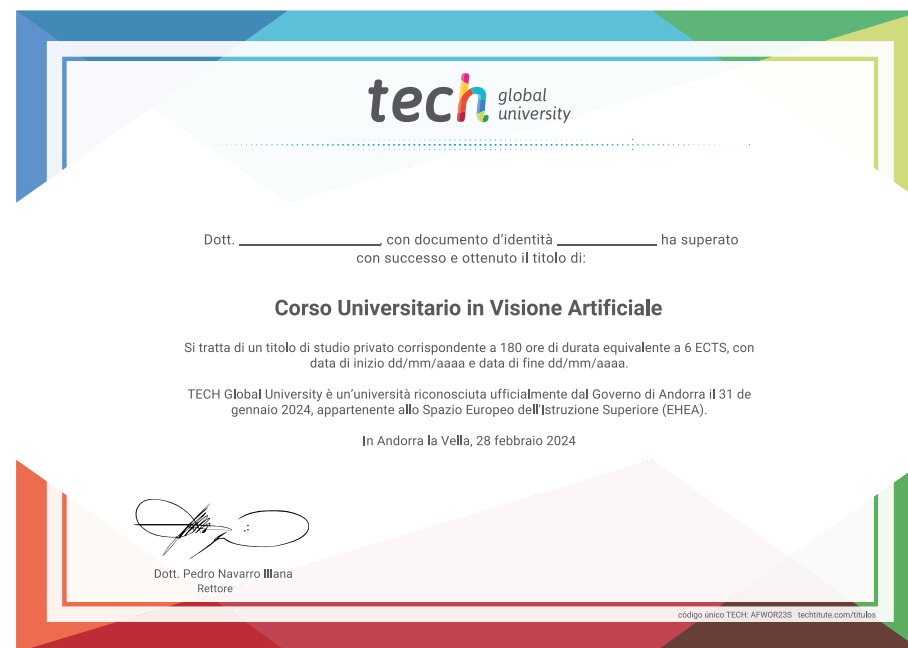 tech global university
Dott. ________________, con documento d'identità ____________ ha superato
con successo e ottenuto il titolo di:
Corso Universitario in Visione Artificiale
Si tratta di un titolo di studio privato corrispondente a 180 ore di durata equivalente a 6 ECTS, con
data di inizio dd/mm/aaaa e data di fine dd/mm/aaaa.
TECH Global University è un'università riconosciuta ufficialmente dal Governo di Andorra il 31 de
gennaio 2024, appartenente allo Spazio Europeo dell'Istruzione Superiore (EHEA).
In Andorra la Vella, 28 febbraio 2024
Dott. Pedro Navarro Illana
Rettore
código único TECH: AFWOR23S techtitute.com/titulos